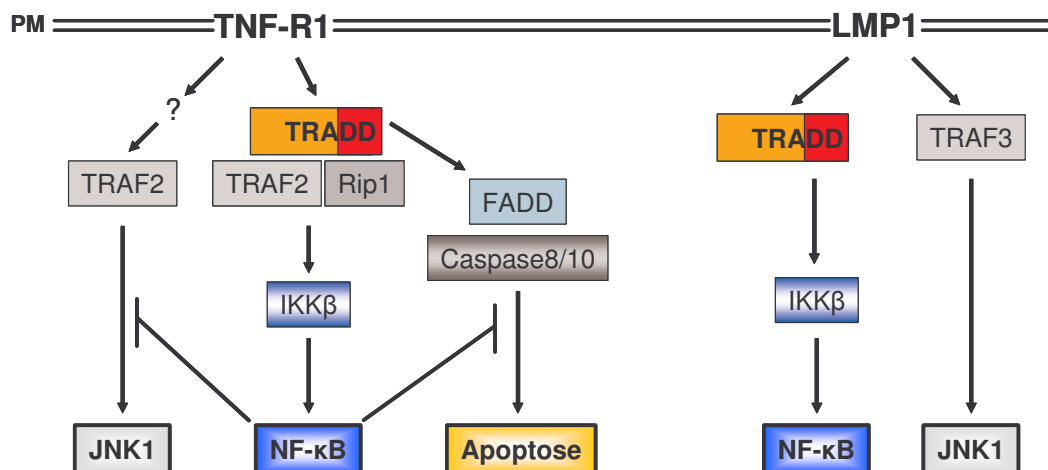 PM TNF-R1 LMP1
?
TRADD
TRAF2
TRAF2 Rip1
FADD
Caspase8/10
IKKβ
JNK1
NF-κB
Apoptose
TRADD
TRAF3
IKKβ
NF-κB
JNK1